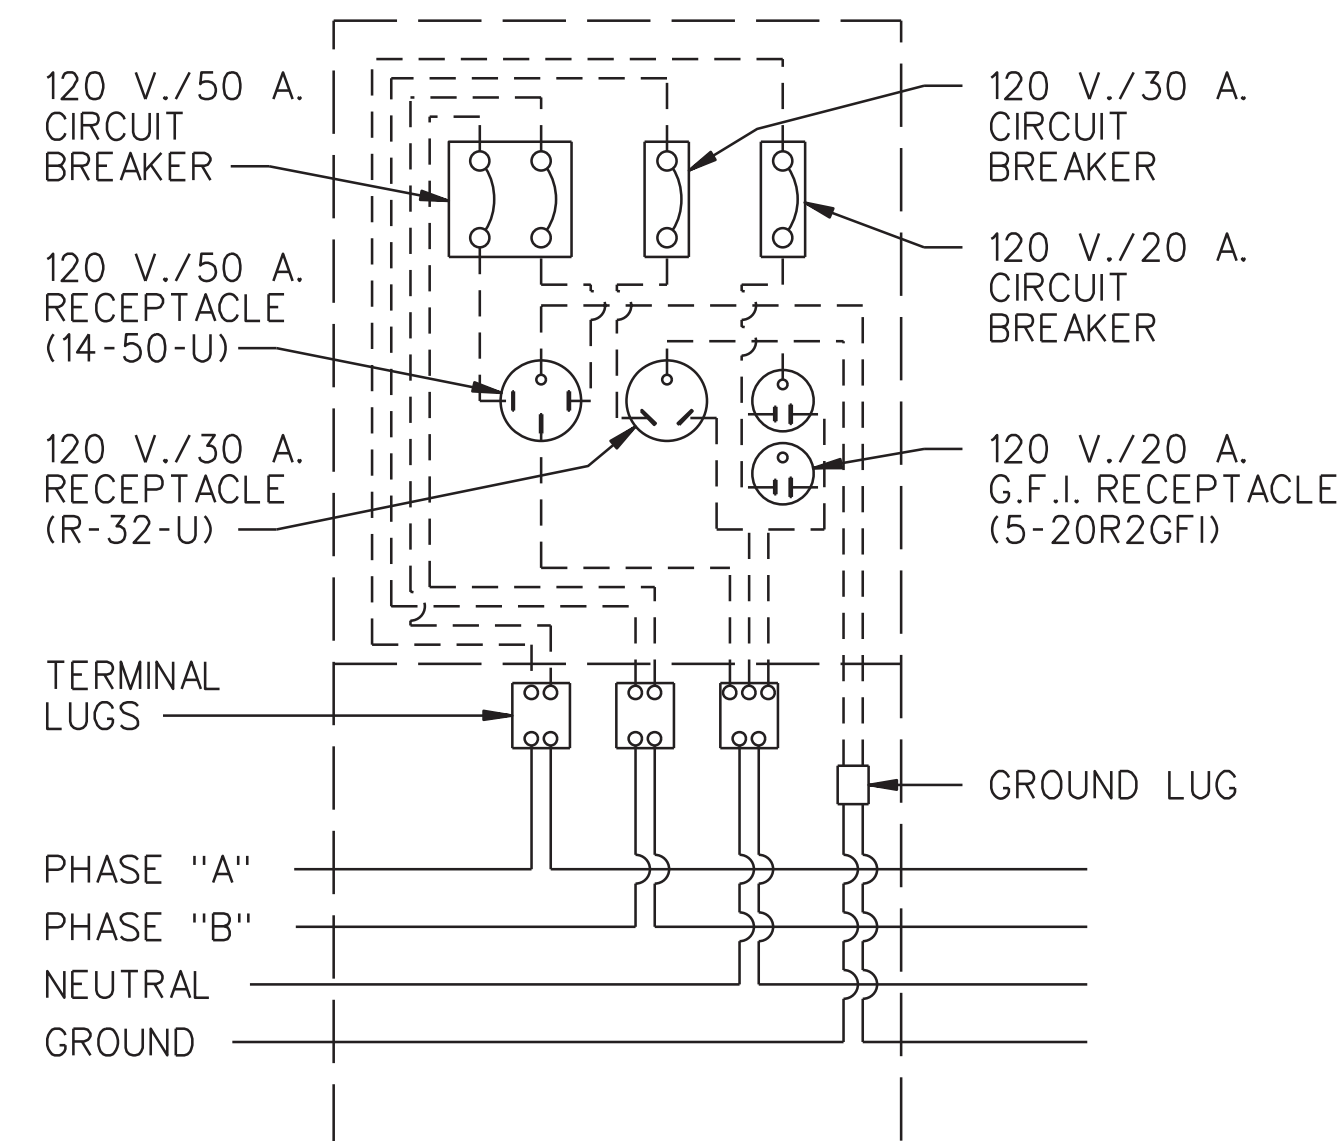 120 V./50 A.
CIRCUIT
BREAKER
120 V./50 A.
RECEPTACLE
(14-50-U)
120 V./30 A.
RECEPTACLE
(R-32-U)
TERMINAL
LUGS
PHASE "A"
PHASE "B"
NEUTRAL
GROUND
120 V./30 A.
CIRCUIT
BREAKER
120 V./20 A.
CIRCUIT
BREAKER
120 V./20 A.
G.F.I. RECEPTACLE
(5-20R2GFI)
GROUND LUG